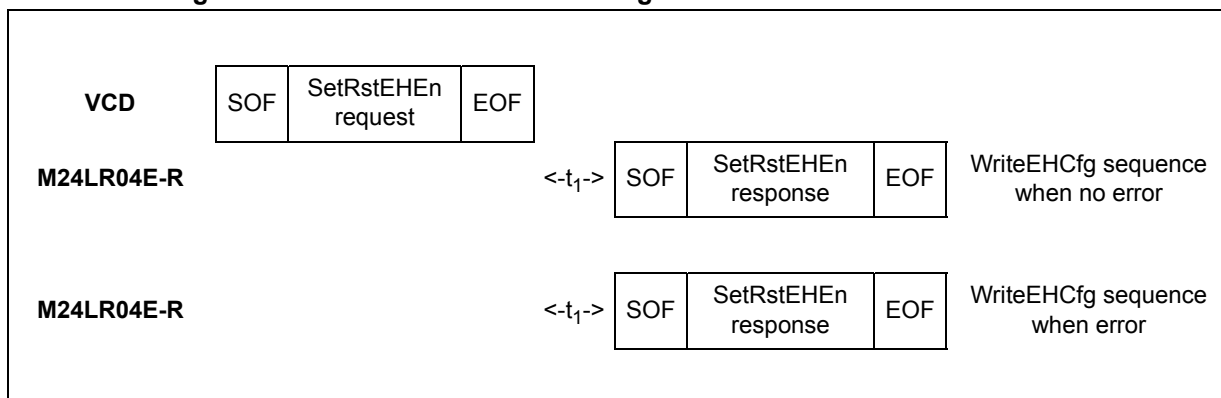 VCD SOF SetRstEHEn request EOF
M24LR04E-R <-t1-> SOF SetRstEHEn response EOF WriteEHCfg sequence when no error
M24LR04E-R <-t1-> SOF SetRstEHEn response EOF WriteEHCfg sequence when error